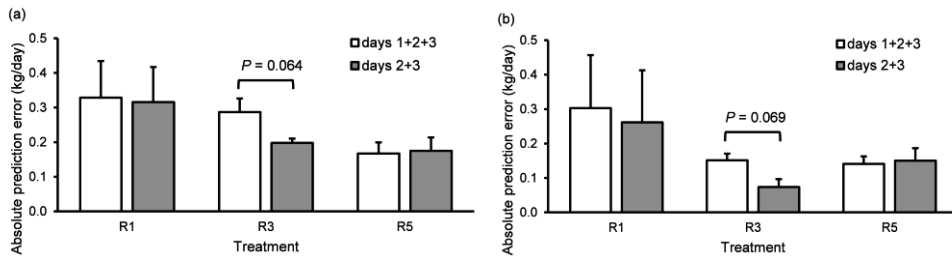 (a)
Absolute prediction error (kg/day)
0.5
0.4
0.3
0.2
0.1
0.0
days 1+2+3
days 2+3
P = 0.064
R1
R3
R5
Treatment
(b)
Absolute prediction error (kg/day)
0.5
0.4
0.3
0.2
0.1
0.0
days 1+2+3
days 2+3
P = 0.069
R1
R3
R5
Treatment